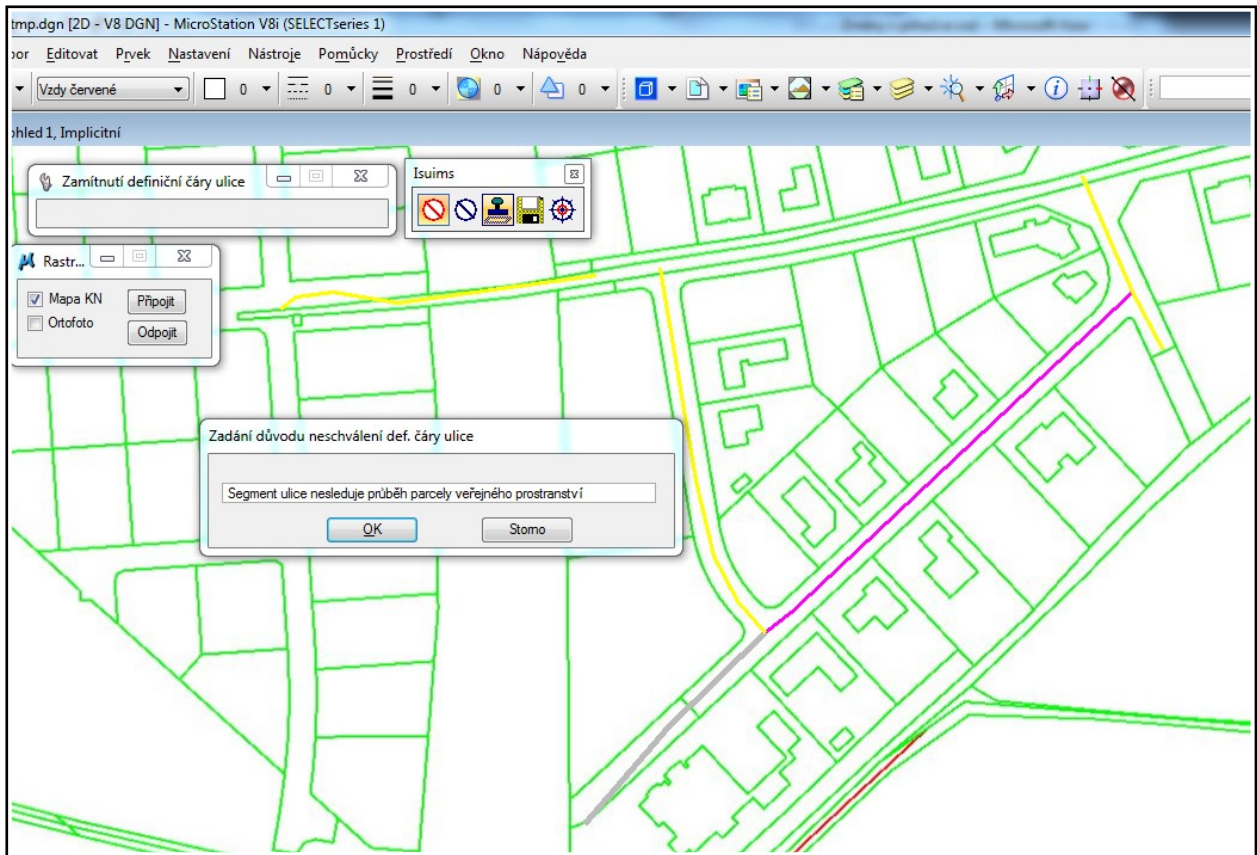 tmp.dgn [2D - V8 DGN] - MicroStation V8i (SELECTseries 1)
bor Editovat Prvek Nastavení Nástroje Pomůcky Prostředí Okno Nápověda
Vzdy červené 0 0 0 0 0
ohled 1, Implicitní
Zamítnutí definiční čáry ulice
Isuims
Rastr...
Mapa KN Připojit
Ortofoto
Odpojit
Zadání důvodu neschválení def. čáry ulice
Segment ulice nesleduje průběh parcely veřejného prostranství
OK Storno